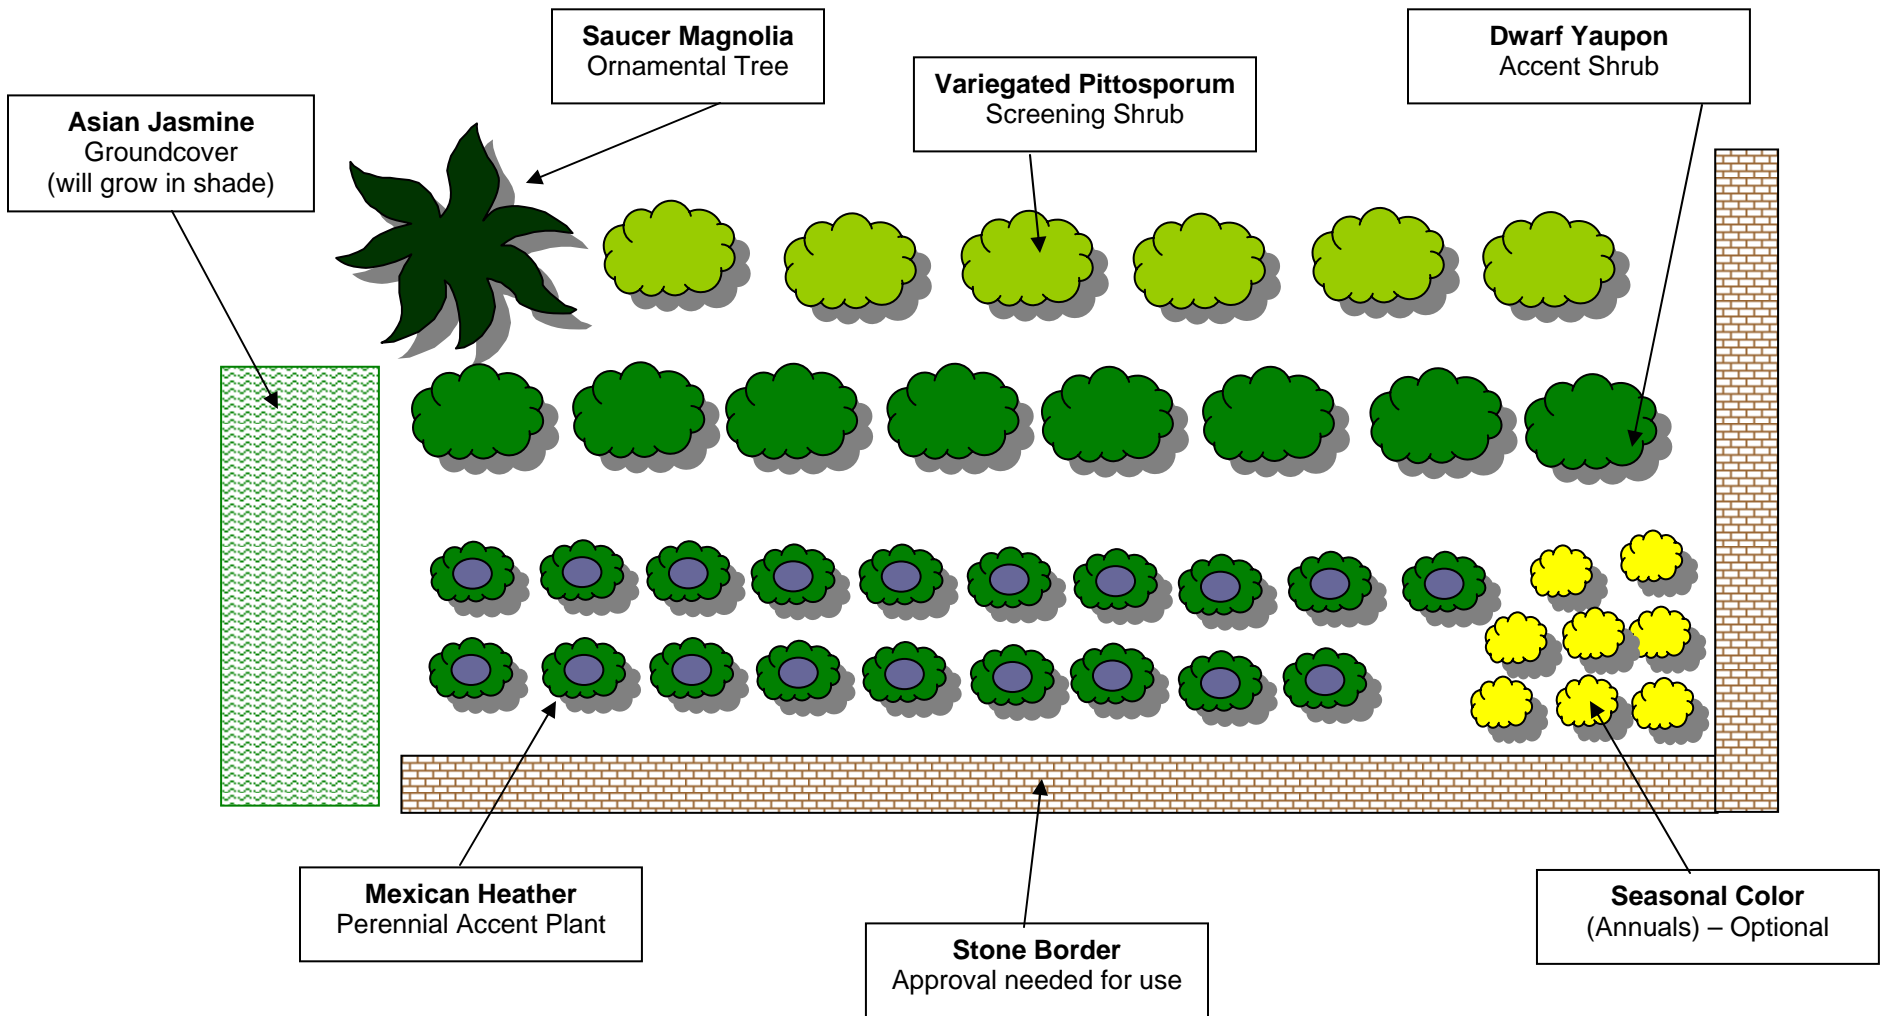 Saucer Magnolia
Ornamental Tree
Dwarf Yaupon
Accent Shrub
Variegated Pittosporum
Screening Shrub
Asian Jasmine
Groundcover
(will grow in shade)
Mexican Heather
Perennial Accent Plant
Stone Border
Approval needed for use
Seasonal Color
(Annuals) – Optional